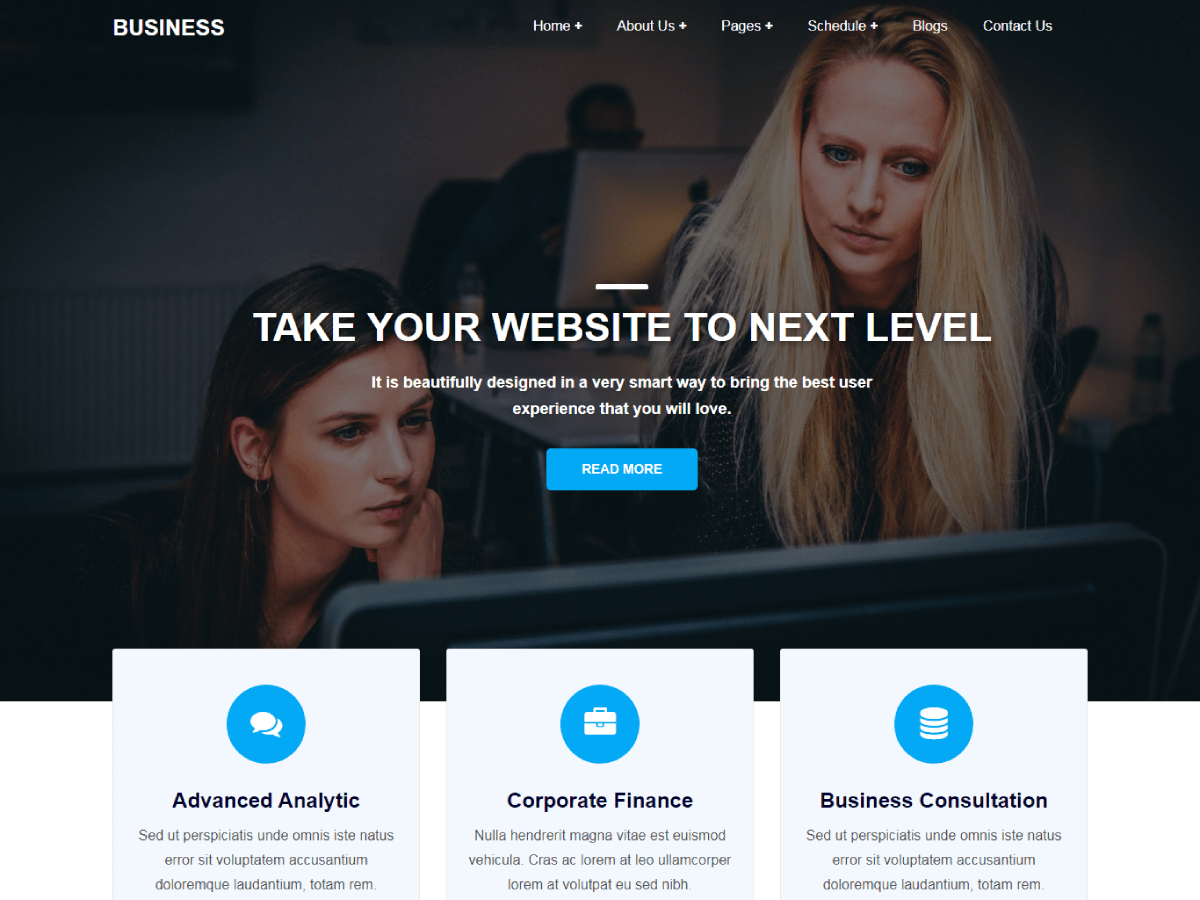 BUSINESS
Home + About Us + Pages + Schedule + Blogs Contact Us
TAKE YOUR WEBSITE TO NEXT LEVEL
It is beautifully designed in a very smart way to bring the best user
experience that you will love.
READ MORE
Advanced Analytic
Sed ut perspiciatis unde omnis iste natus
error sit voluptatem accusantium
doloremque laudantium, totam rem.
Corporate Finance
Nulla hendrerit magna vitae est euismod
vehicula. Cras ac lorem at leo ullamcorper
lorem at volutpat eu sed nibh.
Business Consultation
Sed ut perspiciatis unde omnis iste natus
error sit voluptatem accusantium
doloremque laudantium, totam rem.